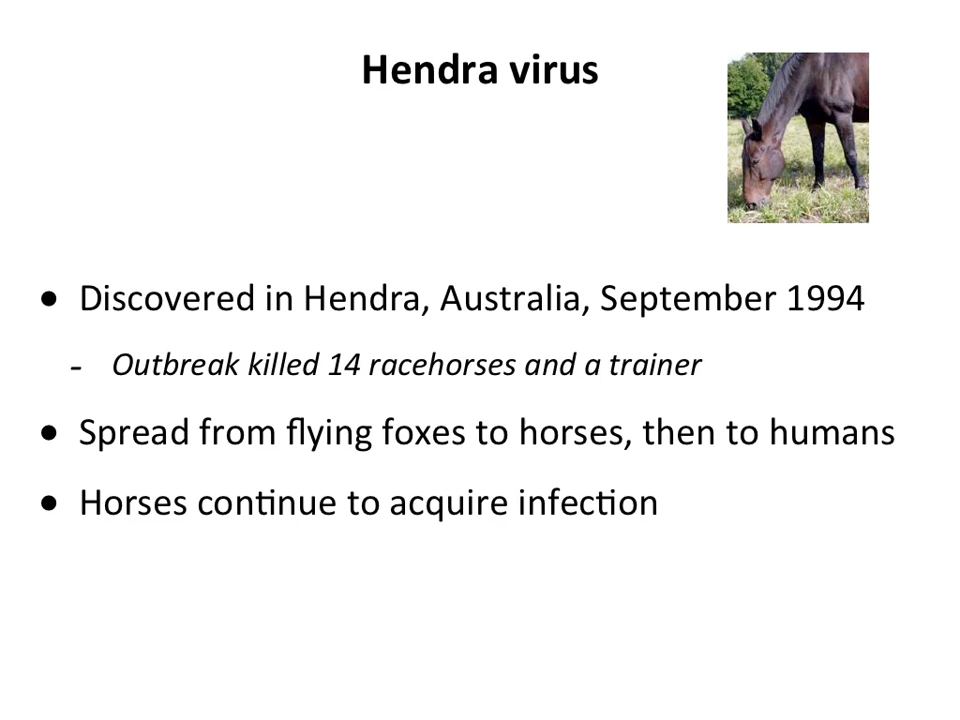 Hendra virus
• Discovered in Hendra, Australia, September 1994
- Outbreak killed 14 racehorses and a trainer
• Spread from flying foxes to horses, then to humans
• Horses continue to acquire infection